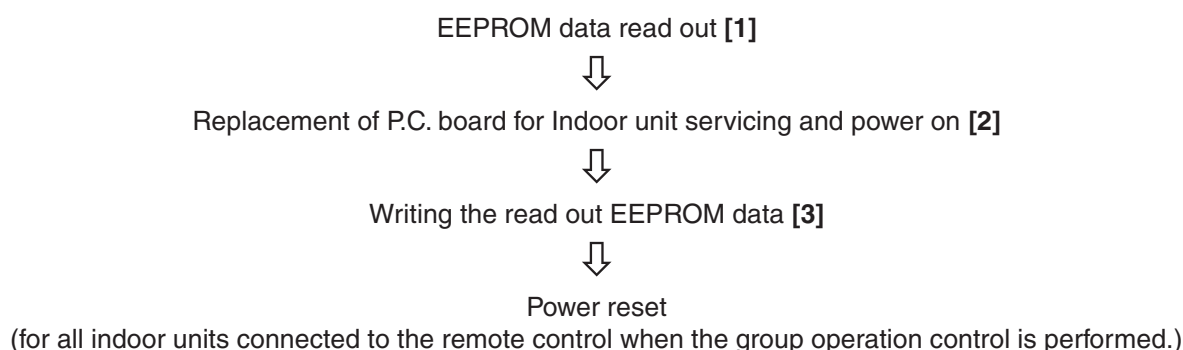 EEPROM data read out [1]
Replacement of P.C. board for Indoor unit servicing and power on [2]
Writing the read out EEPROM data [3]
Power reset
(for all indoor units connected to the remote control when the group operation control is performed.)